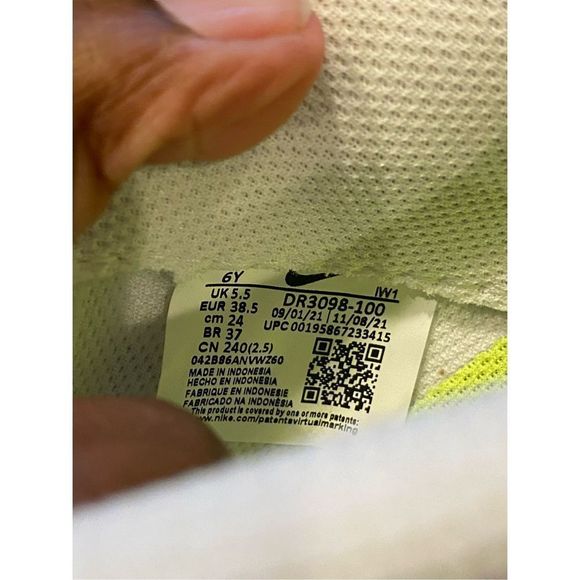 6Y IW1
UK 5.5 DR3098-100
EUR 38.5 09/01/21 11/08/21
cm 24 UPC 00195867233415
BR 37
CN 240(2.5)
042B86ANVWZ60
MADE IN INDONESIA
HECHO EN INDONESIA
FABRIQUE EN INDONESIE
FABRICADO NA INDONÉSIA
This product is covered by one or more patents:
www.nike.com/patentsvirtualmarking